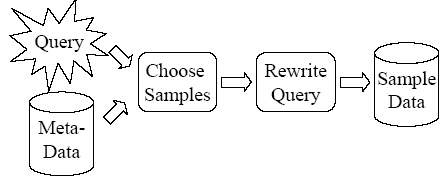 Query
Choose
Samples
Rewrite
Query
Sample
Data
Meta-
Data